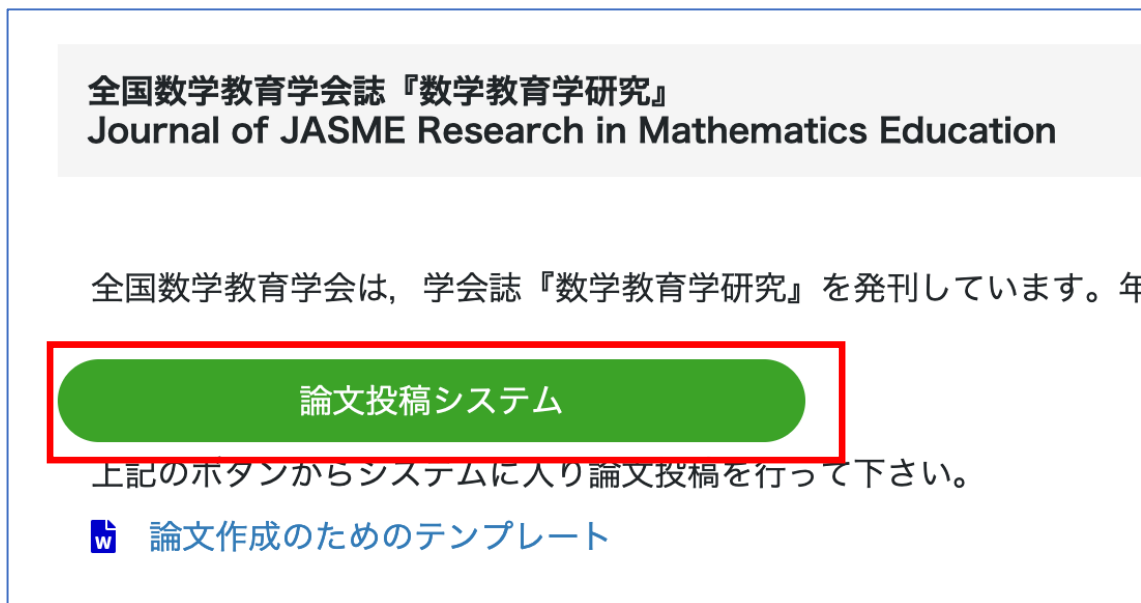 全国数学教育学会誌『数学教育学研究』
Journal of JASME Research in Mathematics Education
全国数学教育学会は，学会誌『数学教育学研究』を発刊しています。年
論文投稿システム
上記のボタンからシステムに入り論文投稿を行って下さい。
W 論文作成のためのテンプレート